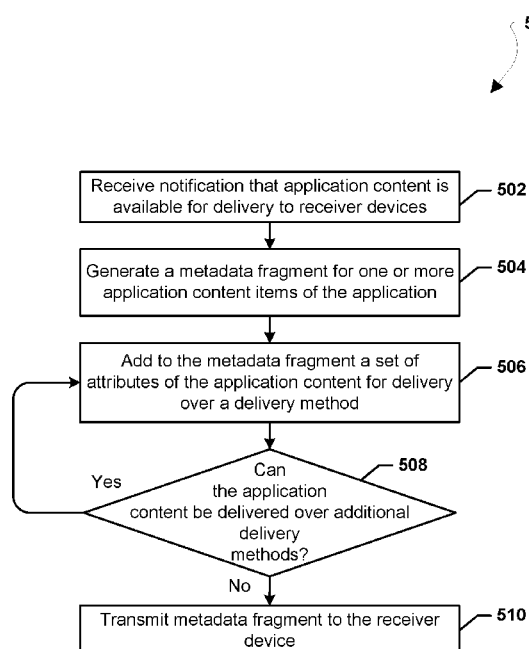 5
Receive notification that application content is
available for delivery to receiver devices
502
Generate a metadata fragment for one or more
application content items of the application
504
Add to the metadata fragment a set of
attributes of the application content for delivery
over a delivery method
506
508
Yes
Can
the application
content be delivered over additional
delivery
methods?
No
Transmit metadata fragment to the receiver
device
510